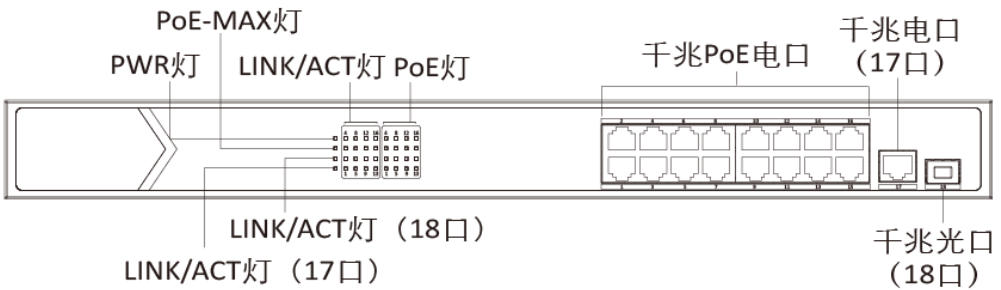 PoE-MAX灯
PWR灯
LINK/ACT灯 PoE灯
千兆PoE电口
千兆电口
（17口）
LINK/ACT灯（18口）
LINK/ACT灯（17口）
千兆光口
（18口）